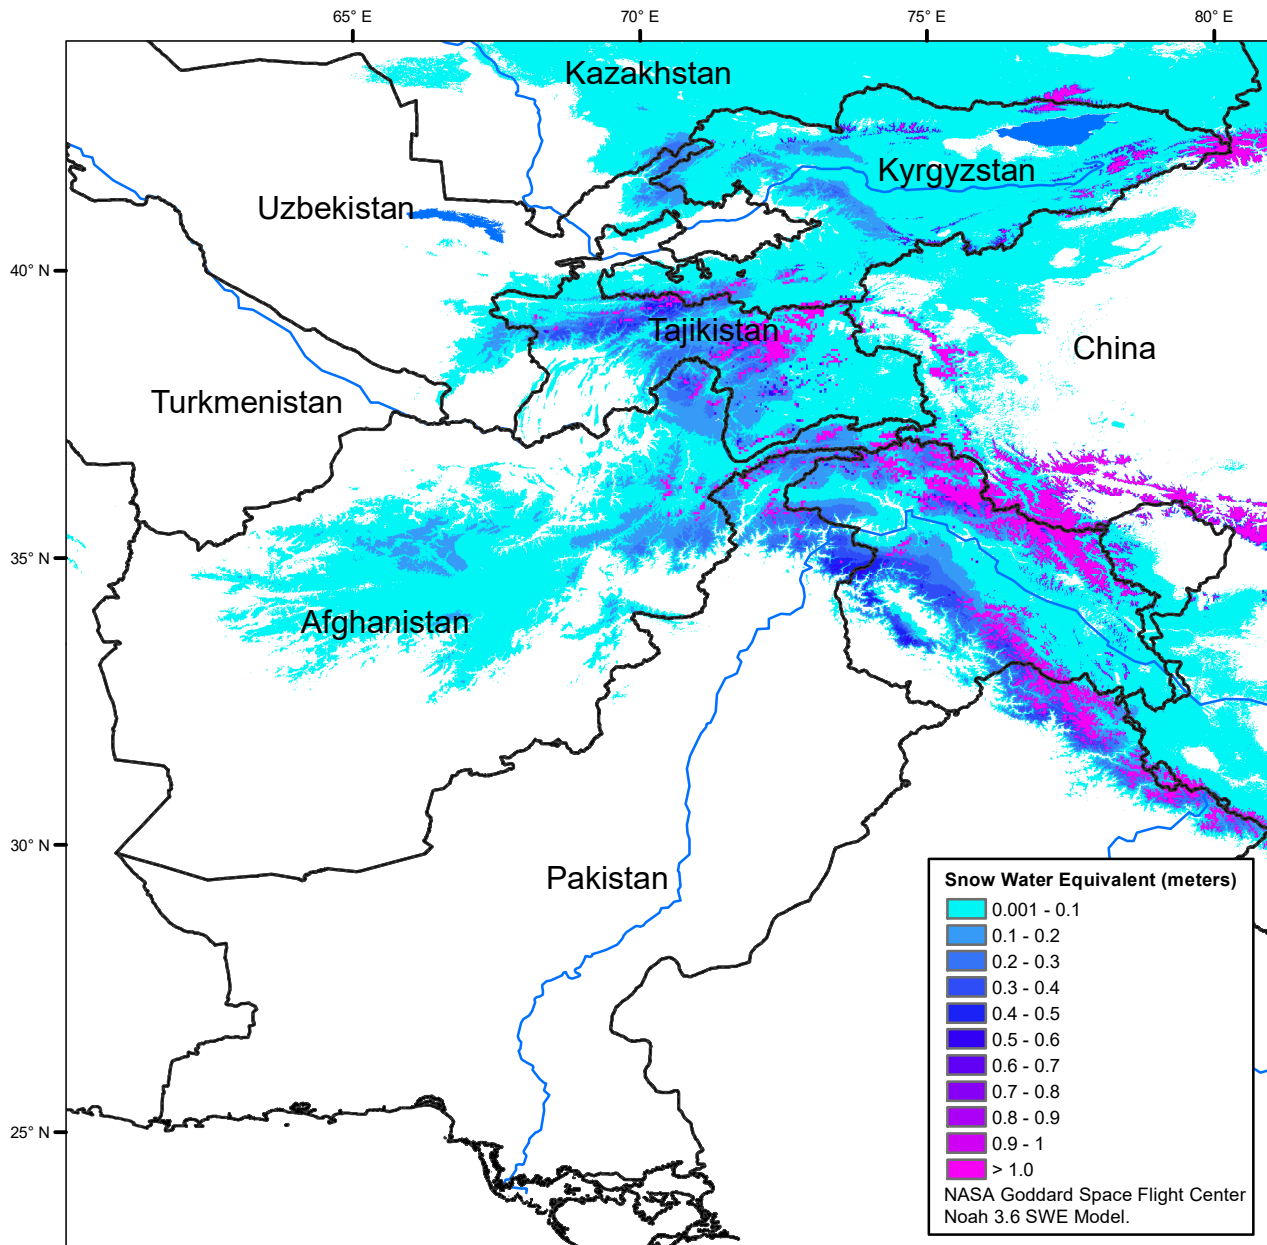 65° E
70° E
75° E
80° E
Kazakhstan
Kyrgyzstan
Uzbekistan
40° N
Tajikistan
China
Turkmenistan
35° N
Afghanistan
30° N
Pakistan
Snow Water Equivalent (meters)
0.001 - 0.1
0.1 - 0.2
0.2 - 0.3
0.3 - 0.4
0.4 - 0.5
0.5 - 0.6
0.6 - 0.7
0.7 - 0.8
0.8 - 0.9
0.9 - 1
> 1.0
25° N
NASA Goddard Space Flight Center
Noah 3.6 SWE Model.